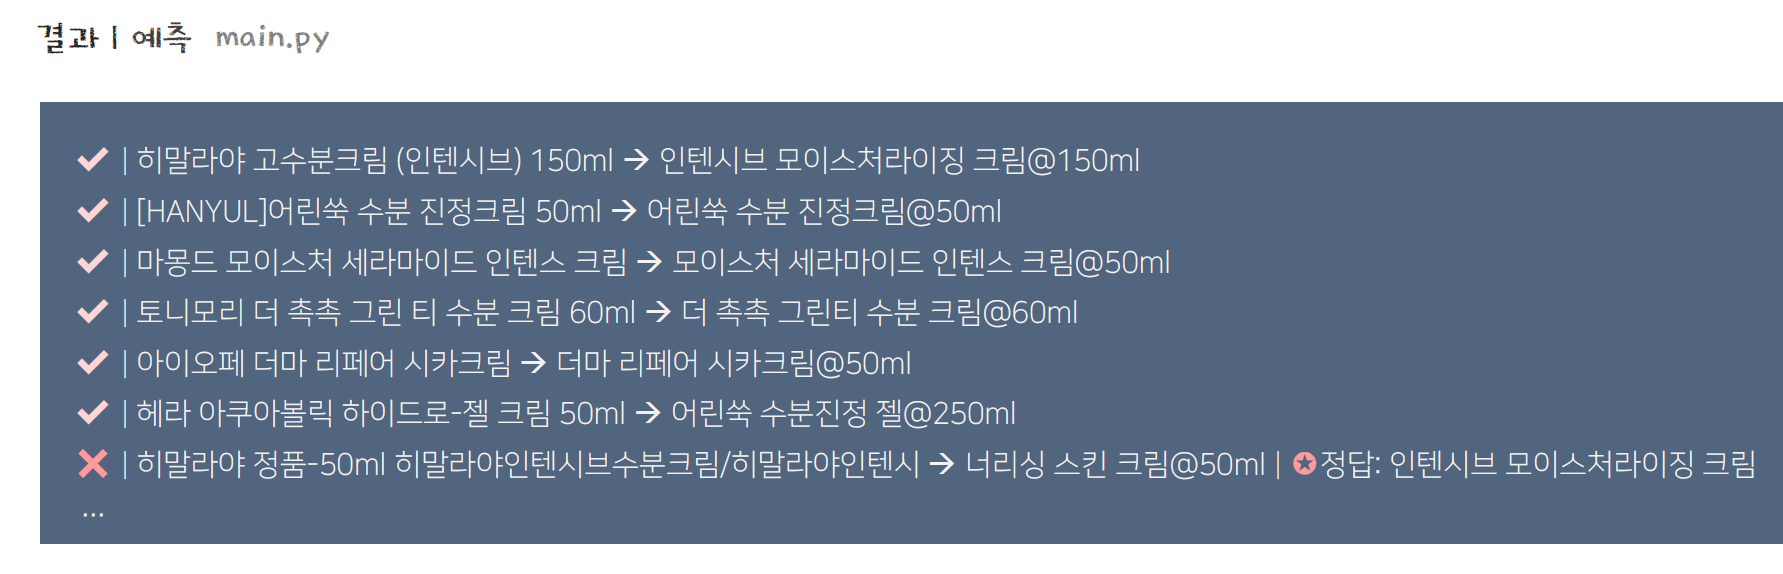 결과 | 예측 main.py
✔ | 히말라야 고수분크림 (인텐시브) 150ml → 인텐시브 모이스처라이징 크림@150ml
✔ | [HANYUL]어린쑥 수분 진정크림 50ml → 어린쑥 수분 진정크림@50ml
✔ | 마몽드 모이스처 세라마이드 인텐스 크림 → 모이스처 세라마이드 인텐스 크림@50ml
✔ | 토니모리 더 촉촉 그린 티 수분 크림 60ml → 더 촉촉 그린티 수분 크림@60ml
✔ | 아이오페 더마 리페어 시카크림 → 더마 리페어 시카크림@50ml
✔ | 헤라 아쿠아볼릭 하이드로-젤 크림 50ml → 어린쑥 수분진정 젤@250ml
✖ | 히말라야 정품-50ml 히말라야인텐시브수분크림/히말라야인텐시 → 너리싱 스킨 크림@50ml | ✪정답: 인텐시브 모이스처라이징 크림
...